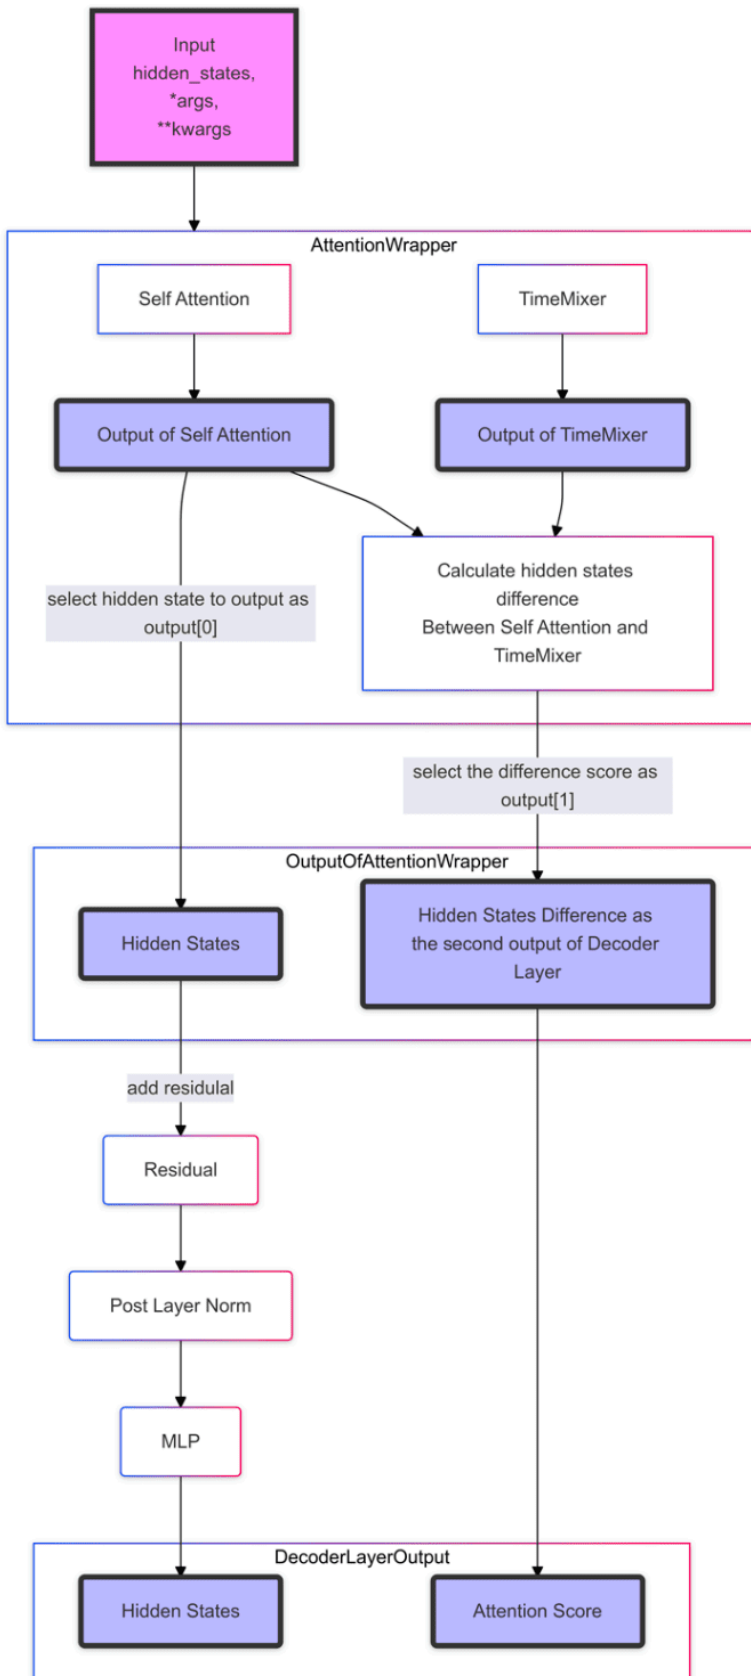 Input
hidden_states,
*args,
**kwargs
AttentionWrapper
Self Attention
TimeMixer
Output of Self Attention
Output of TimeMixer
Calculate hidden states
difference
Between Self Attention and
TimeMixer
select hidden state to output as
output[0]
select the difference score as
output[1]
OutputOfAttentionWrapper
Hidden States
Hidden States Difference as
the second output of Decoder
Layer
add residulal
Residual
Post Layer Norm
MLP
DecoderLayerOutput
Hidden States
Attention Score